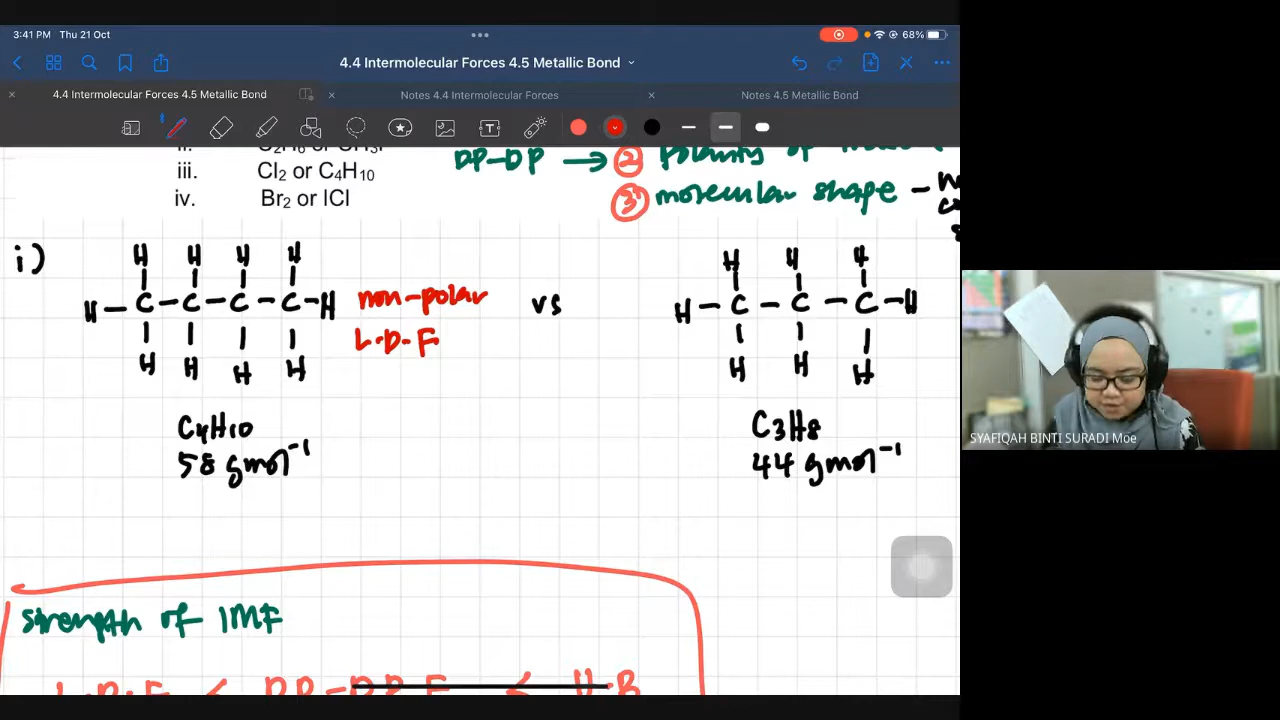 3:41 PM Thu 21 Oct
68%
4.4 Intermolecular Forces 4.5 Metallic Bond
4.4 Intermolecular Forces 4.5 Metallic Bond
Notes 4.4 Intermolecular Forces
Notes 4.5 Metallic Bond
iii. Cl₂ or C₄H₁₀
iv. Br₂ or ICl
DP-DP → ② polarity of
③ molecular shape -
i)
H H H H
H - C - C - C - C - H
H H H H
non-polar
L.D.F
C4H10
58 gmol⁻¹
vs
H H H
H - C - C - C - H
H H H
C3H8
44 gmol⁻¹
SYAFIQAH BINTI SURADI Moe
strength of IMF
L.D.F < DP-DP.F < H.B